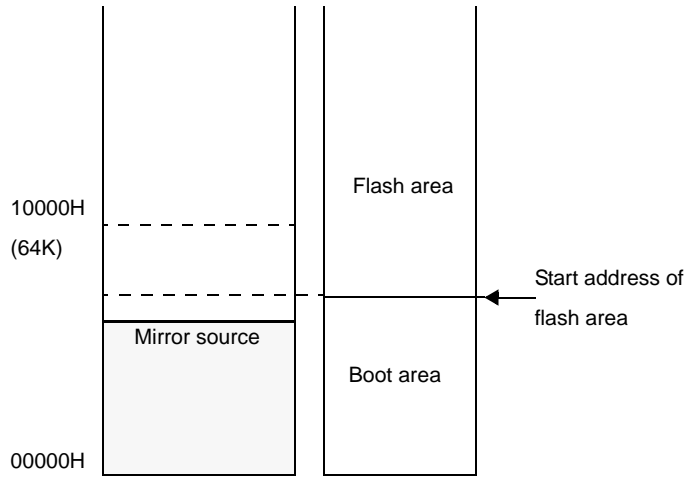 Flash area
10000H
(64K)
Start address of
flash area
Mirror source
Boot area
00000H